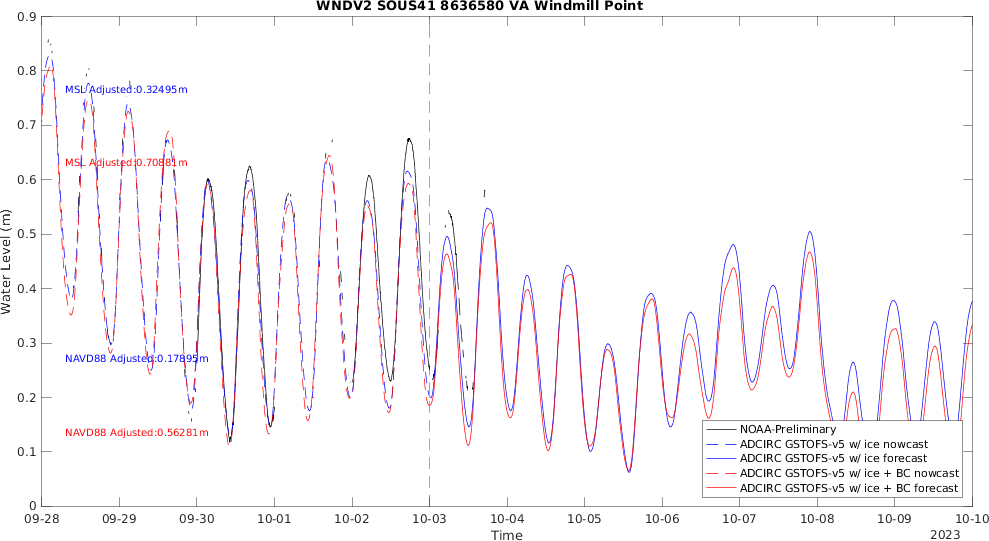 WNDV2 SOUS41 8636580 VA Windmill Point
0.9
0.8
0.7
0.6
0.5
0.4
0.3
0.2
0.1
0
Water Level (m)
MSL Adjusted:0.32495m
MSL Adjusted:0.70881m
NAVD88 Adjusted:0.17895m
NAVD88 Adjusted:0.56281m
NOAA-Preliminary
ADCIRC GSTOFS-v5 w/ ice nowcast
ADCIRC GSTOFS-v5 w/ ice forecast
ADCIRC GSTOFS-v5 w/ ice + BC nowcast
ADCIRC GSTOFS-v5 w/ ice + BC forecast
09-28 09-29 09-30 10-01 10-02 10-03 10-04 10-05 10-06 10-07 10-08 10-09 10-10
Time
2023